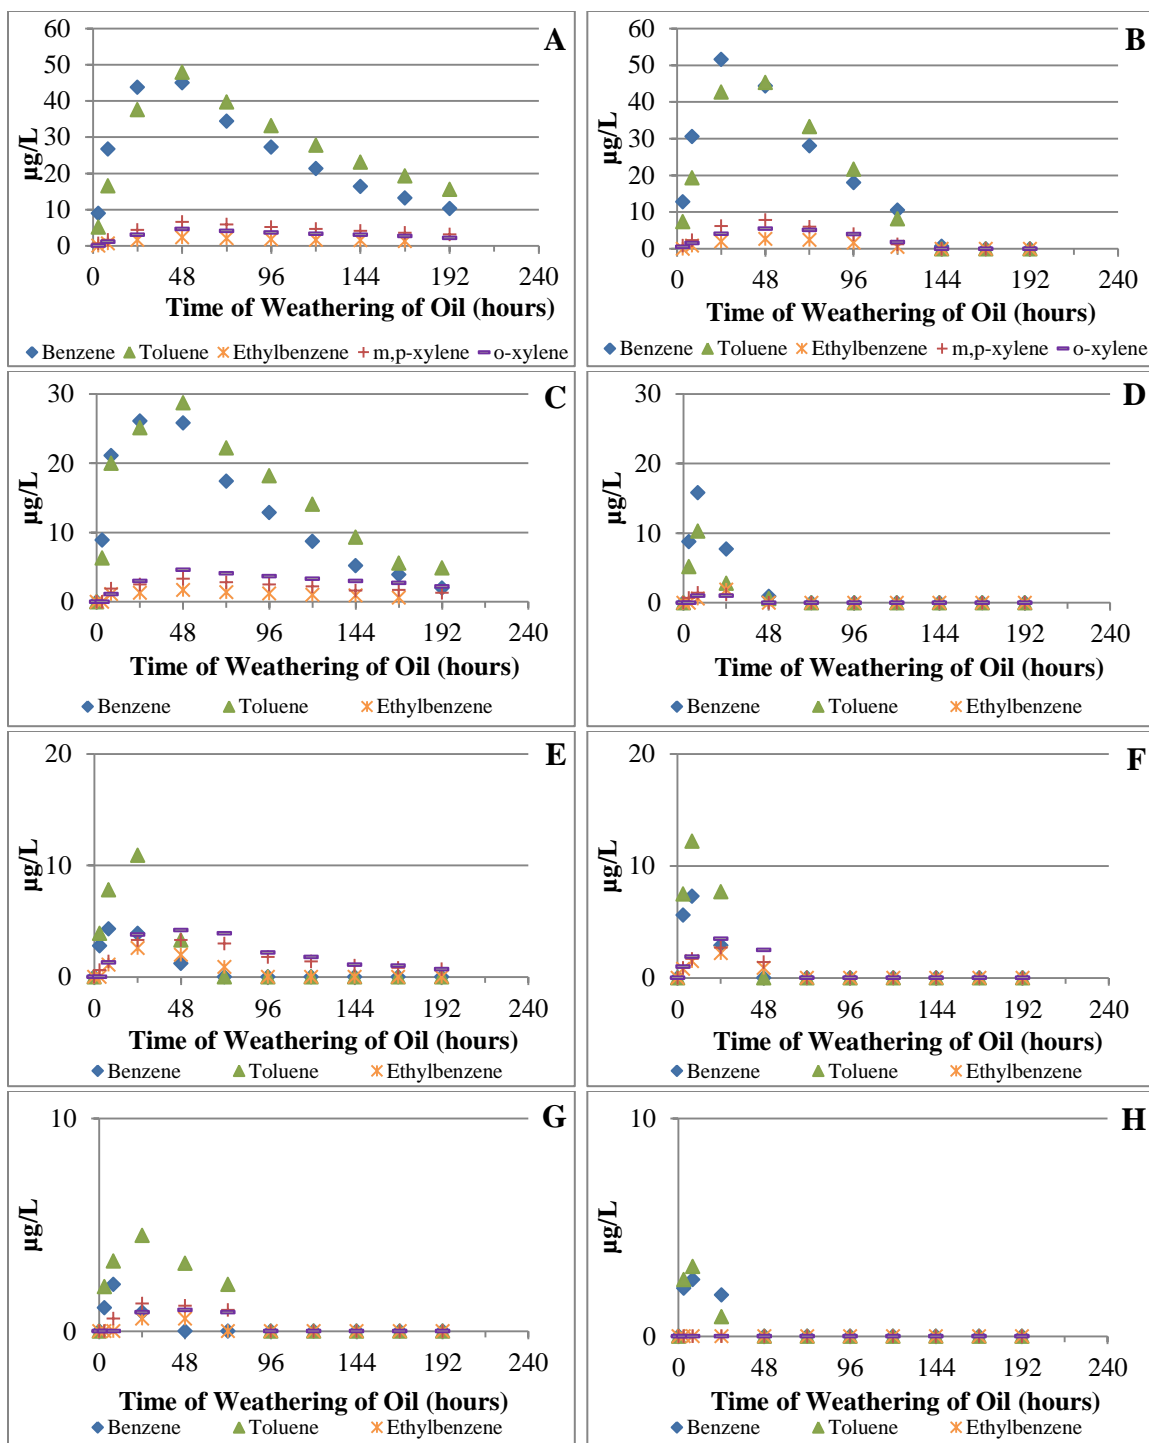 A
60
50
40
30
20
10
0
µg/L
0 48 96 144 192 240
Time of Weathering of Oil (hours)
Benzene Toluene Ethylbenzene m,p-xylene o-xylene
B
60
50
40
30
20
10
0
µg/L
0 48 96 144 192 240
Time of Weathering of Oil (hours)
Benzene Toluene Ethylbenzene m,p-xylene o-xylene
C
30
20
10
0
µg/L
0 48 96 144 192 240
Time of Weathering of Oil (hours)
Benzene Toluene Ethylbenzene
D
30
20
10
0
µg/L
0 48 96 144 192 240
Time of Weathering of Oil (hours)
Benzene Toluene Ethylbenzene
E
20
10
0
µg/L
0 48 96 144 192 240
Time of Weathering of Oil (hours)
Benzene Toluene Ethylbenzene
F
20
10
0
µg/L
0 48 96 144 192 240
Time of Weathering of Oil (hours)
Benzene Toluene Ethylbenzene
G
10
0
µg/L
0 48 96 144 192 240
Time of Weathering of Oil (hours)
Benzene Toluene Ethylbenzene
H
10
0
µg/L
0 48 96 144 192 240
Time of Weathering of Oil (hours)
Benzene Toluene Ethylbenzene